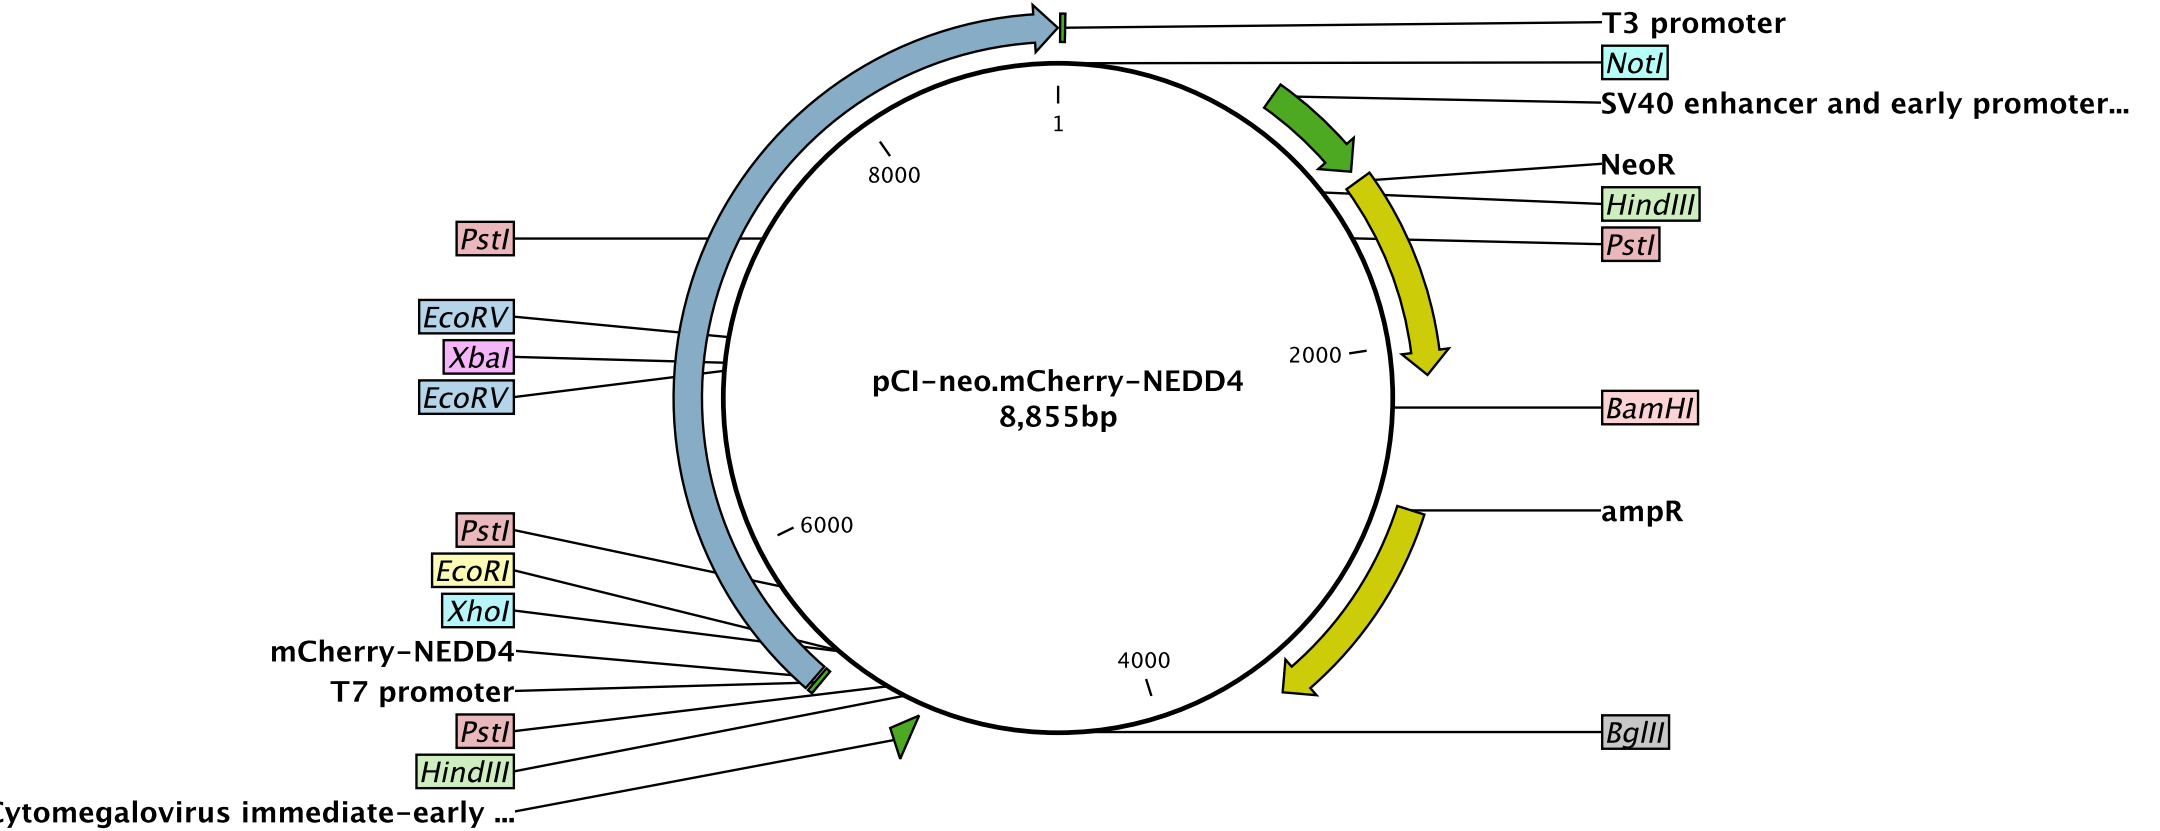 T3 promoter
NotI
SV40 enhancer and early promoter...
NeoR
HindIII
PstI
BamHI
ampR
BglII
1
2000
4000
6000
8000
pCI-neo.mCherry-NEDD4
8,855bp
PstI
EcoRV
XbaI
EcoRV
PstI
EcoRI
XhoI
mCherry-NEDD4
T7 promoter
PstI
HindIII
Cytomegalovirus immediate-early ...